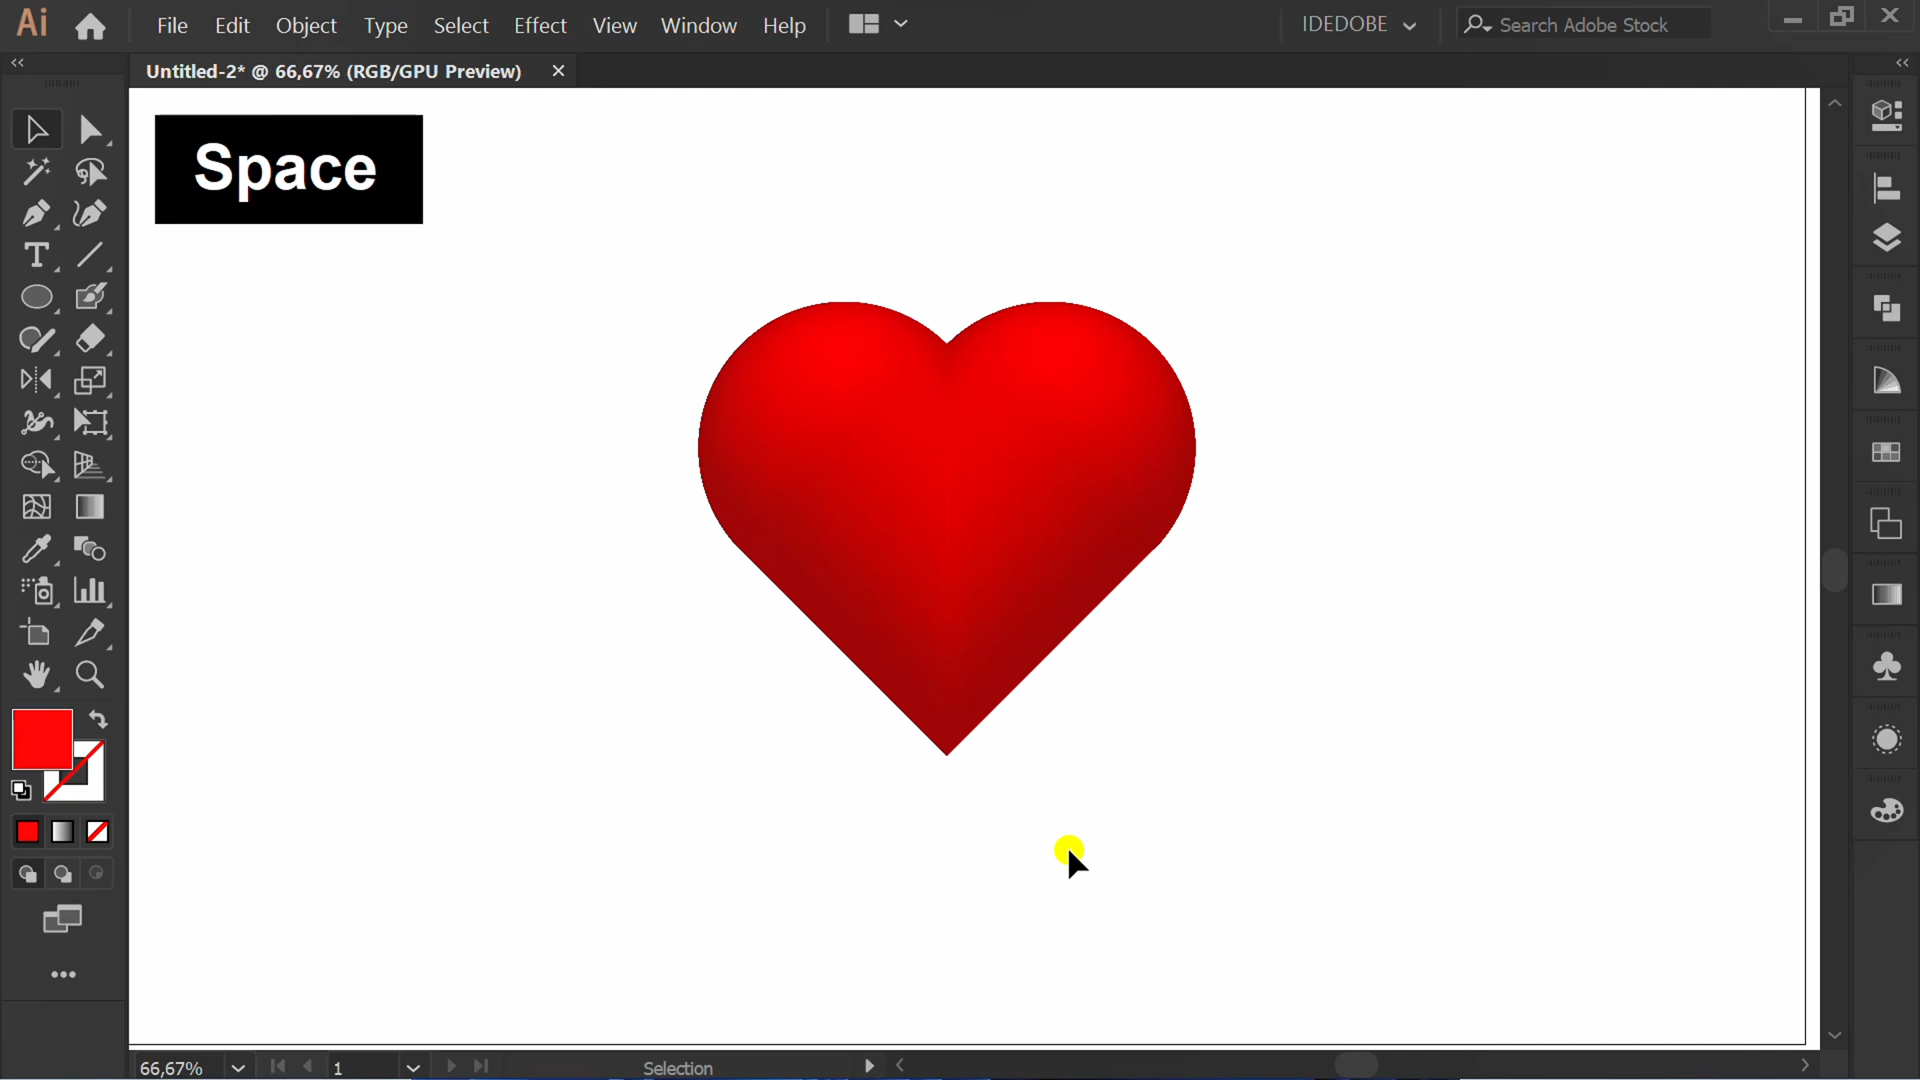 Ai File Edit Object Type Select Effect View Window Help IDEDOBE Search Adobe Stock
Untitled-2* @ 66,67% (RGB/GPU Preview)
Space
66,67% 1 Selection